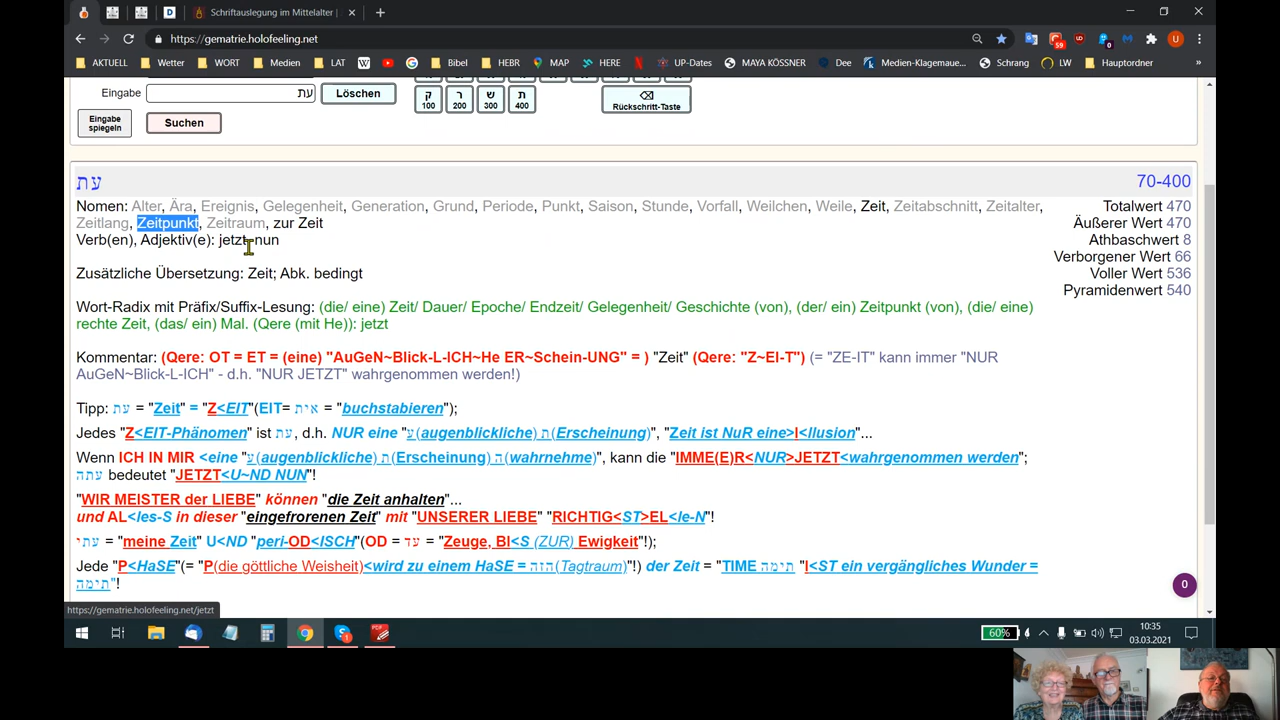 Schriftauslegung im Mittelalter |
https://gematrie.holofeeling.net
AKTUELL Wetter WORT Medien LAT Bibel HEBR MAP HERE UP-Dates MAYA KÖSSNER Dee Medien-Klagemaue... Schrang LW Hauptordner »
Eingabe עת Löschen
ק 100 ר 200 ש 300 ת 400 Rückschritt-Taste
Eingabe spiegeln Suchen
עת 70-400
Nomen: Alter, Ära, Ereignis, Gelegenheit, Generation, Grund, Periode, Punkt, Saison, Stunde, Vorfall, Weilchen, Weile, Zeit, Zeitabschnitt, Zeitalter,
Zeitlang, Zeitpunkt, Zeitraum, zur Zeit
Verb(en), Adjektiv(e): jetzt, nun
Totalwert 470
Äußerer Wert 470
Athbaschwert 8
Verborgener Wert 66
Voller Wert 536
Pyramidenwert 540
Zusätzliche Übersetzung: Zeit; Abk. bedingt
Wort-Radix mit Präfix/Suffix-Lesung: (die/ eine) Zeit/ Dauer/ Epoche/ Endzeit/ Gelegenheit/ Geschichte (von), (der/ ein) Zeitpunkt (von), (die/ eine)
rechte Zeit, (das/ ein) Mal. (Qere (mit He)): jetzt
Kommentar: (Qere: OT = ET = (eine) "AuGeN~Blick-L-ICH~He ER~Schein-UNG" = ) "Zeit" (Qere: "Z~EI-T") (= "ZE-IT" kann immer "NUR
AuGeN~Blick-L-ICH" - d.h. "NUR JETZT" wahrgenommen werden!)
Tipp: עת = "Zeit" = "Z<EIT"(EIT= אית = "buchstabieren");
Jedes "Z<EIT-Phänomen" ist עת, d.h. NUR eine "ע(augenblickliche) ת(Erscheinung)", "Zeit ist NuR eine>I<llusion"...
Wenn ICH IN MIR <eine "ע(augenblickliche) ת(Erscheinung) ה(wahrnehme)", kann die "IMME(E)R<NUR>JETZT<wahrgenommen werden";
עתה bedeutet "JETZT<U~ND NUN"!
"WIR MEISTER der LIEBE" können "die Zeit anhalten"...
und AL<les-S in dieser "eingefrorenen Zeit" mit "UNSERER LIEBE" "RICHTIG<ST>EL<le-N"!
עתי = "meine Zeit" U<ND "peri-OD<ISCH"(OD = עד = "Zeuge, BI<S (ZUR) Ewigkeit"!);
Jede "P<HaSE"(= "P(die göttliche Weisheit)<wird zu einem HaSE = הזה(Tagtraum)"!) der Zeit = "TIME תימה "I<ST ein vergängliches Wunder =
תימה"!
0
https://gematrie.holofeeling.net/jetzt
60% 10:35
03.03.2021